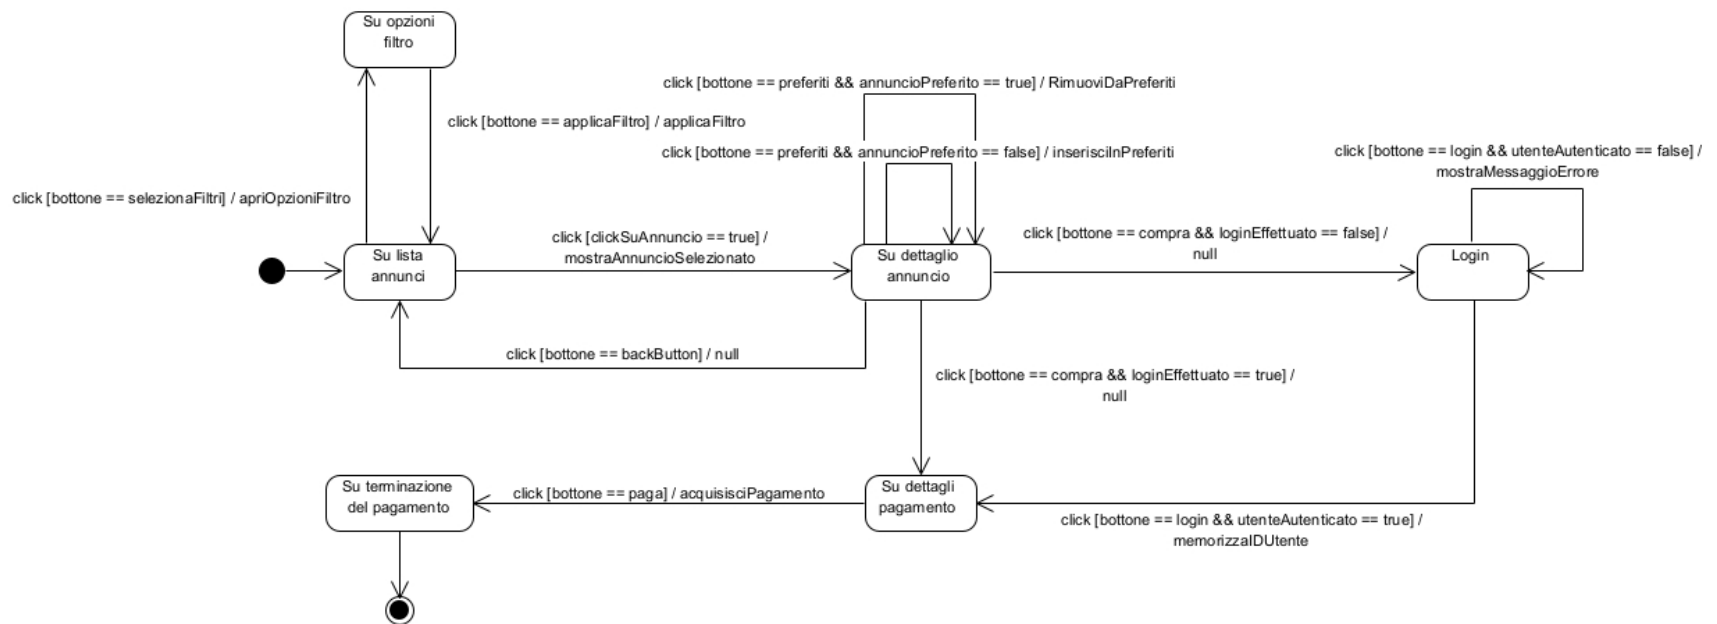 Su opzioni
filtro
click [bottone == preferiti && annuncioPreferito == true] / RimuoviDaPreferiti
click [bottone == applicaFiltro] / applicaFiltro
click [bottone == preferiti && annuncioPreferito == false] / inserisciInPreferiti
click [bottone == login && utenteAutenticato == false] /
mostraMessaggioErrore
click [bottone == selezionaFiltri] / apriOpzioniFiltro
click [clickSuAnnuncio == true] /
mostraAnnuncioSelezionato
click [bottone == compra && loginEffettuato == false] /
null
Su lista
annunci
Su dettaglio
annuncio
Login
click [bottone == backButton] / null
click [bottone == compra && loginEffettuato == true] /
null
Su terminazione
del pagamento
click [bottone == paga] / acquisisciPagamento
Su dettagli
pagamento
click [bottone == login && utenteAutenticato == true] /
memorizzaIDUtente